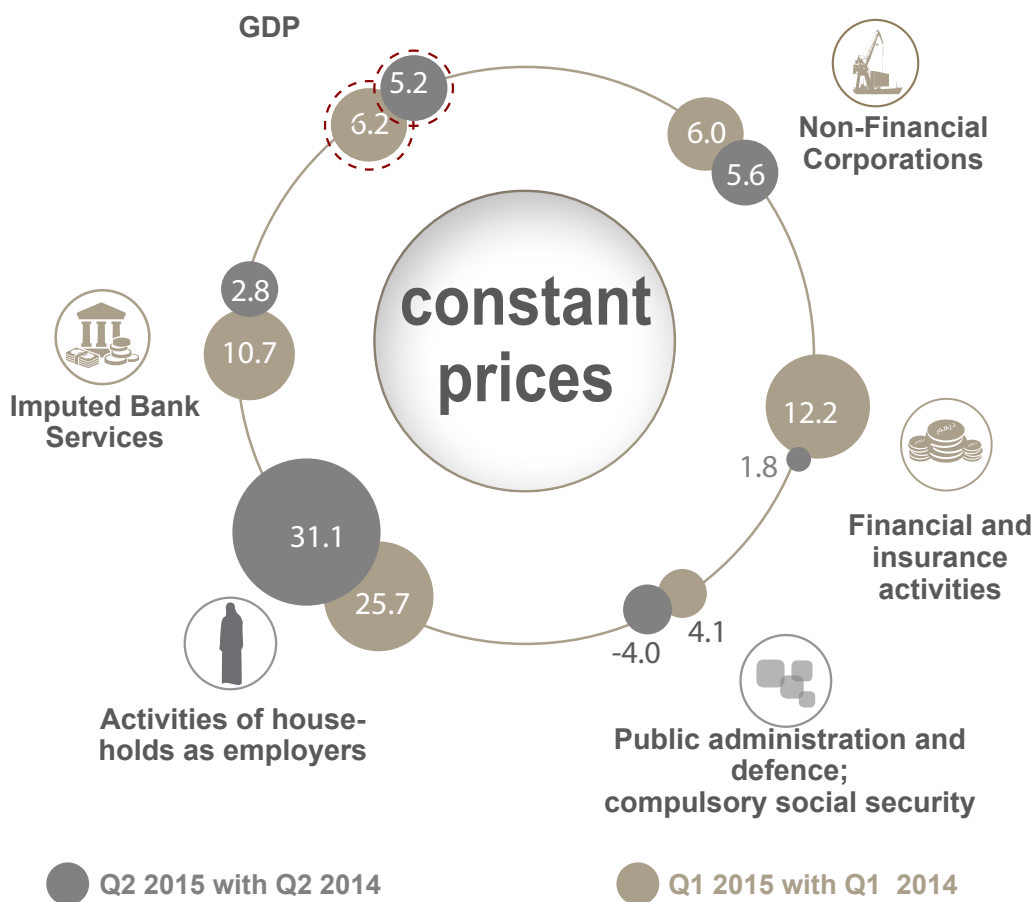 GDP
5.2
6.2
6.0
5.6
Non-Financial
Corporations
constant
prices
2.8
10.7
Imputed Bank
Services
12.2
1.8
Financial and
insurance
activities
31.1
25.7
4.1
-4.0
Activities of house-
holds as employers
Public administration and
defence;
compulsory social security
Q2 2015 with Q2 2014
Q1 2015 with Q1 2014